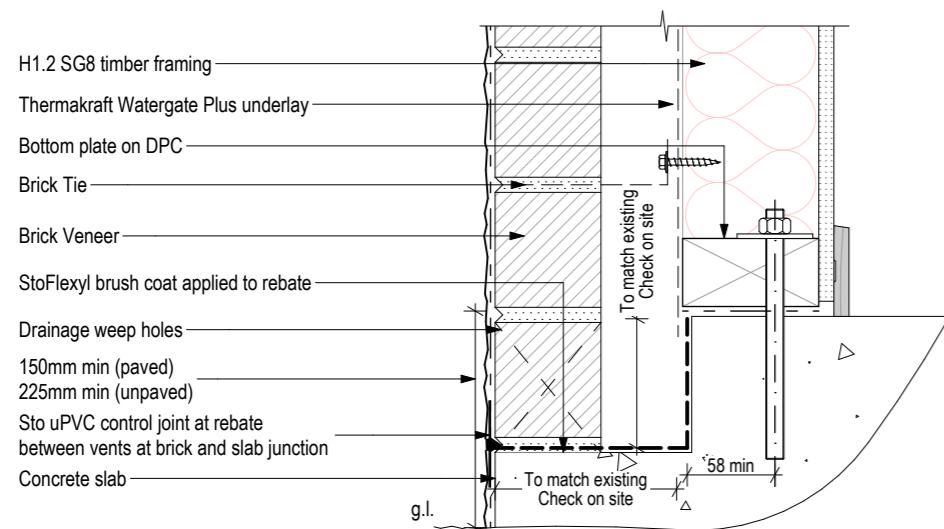 H1.2 SG8 timber framing
Thermakraft Watergate Plus underlay
Bottom plate on DPC
Brick Tie
Brick Veneer
StoFlexyl brush coat applied to rebate
Drainage weep holes
150mm min (paved)
225mm min (unpaved)
Sto uPVC control joint at rebate
between vents at brick and slab junction
Concrete slab
g.l.
To match existing
Check on site
To match existing
Check on site
58 min